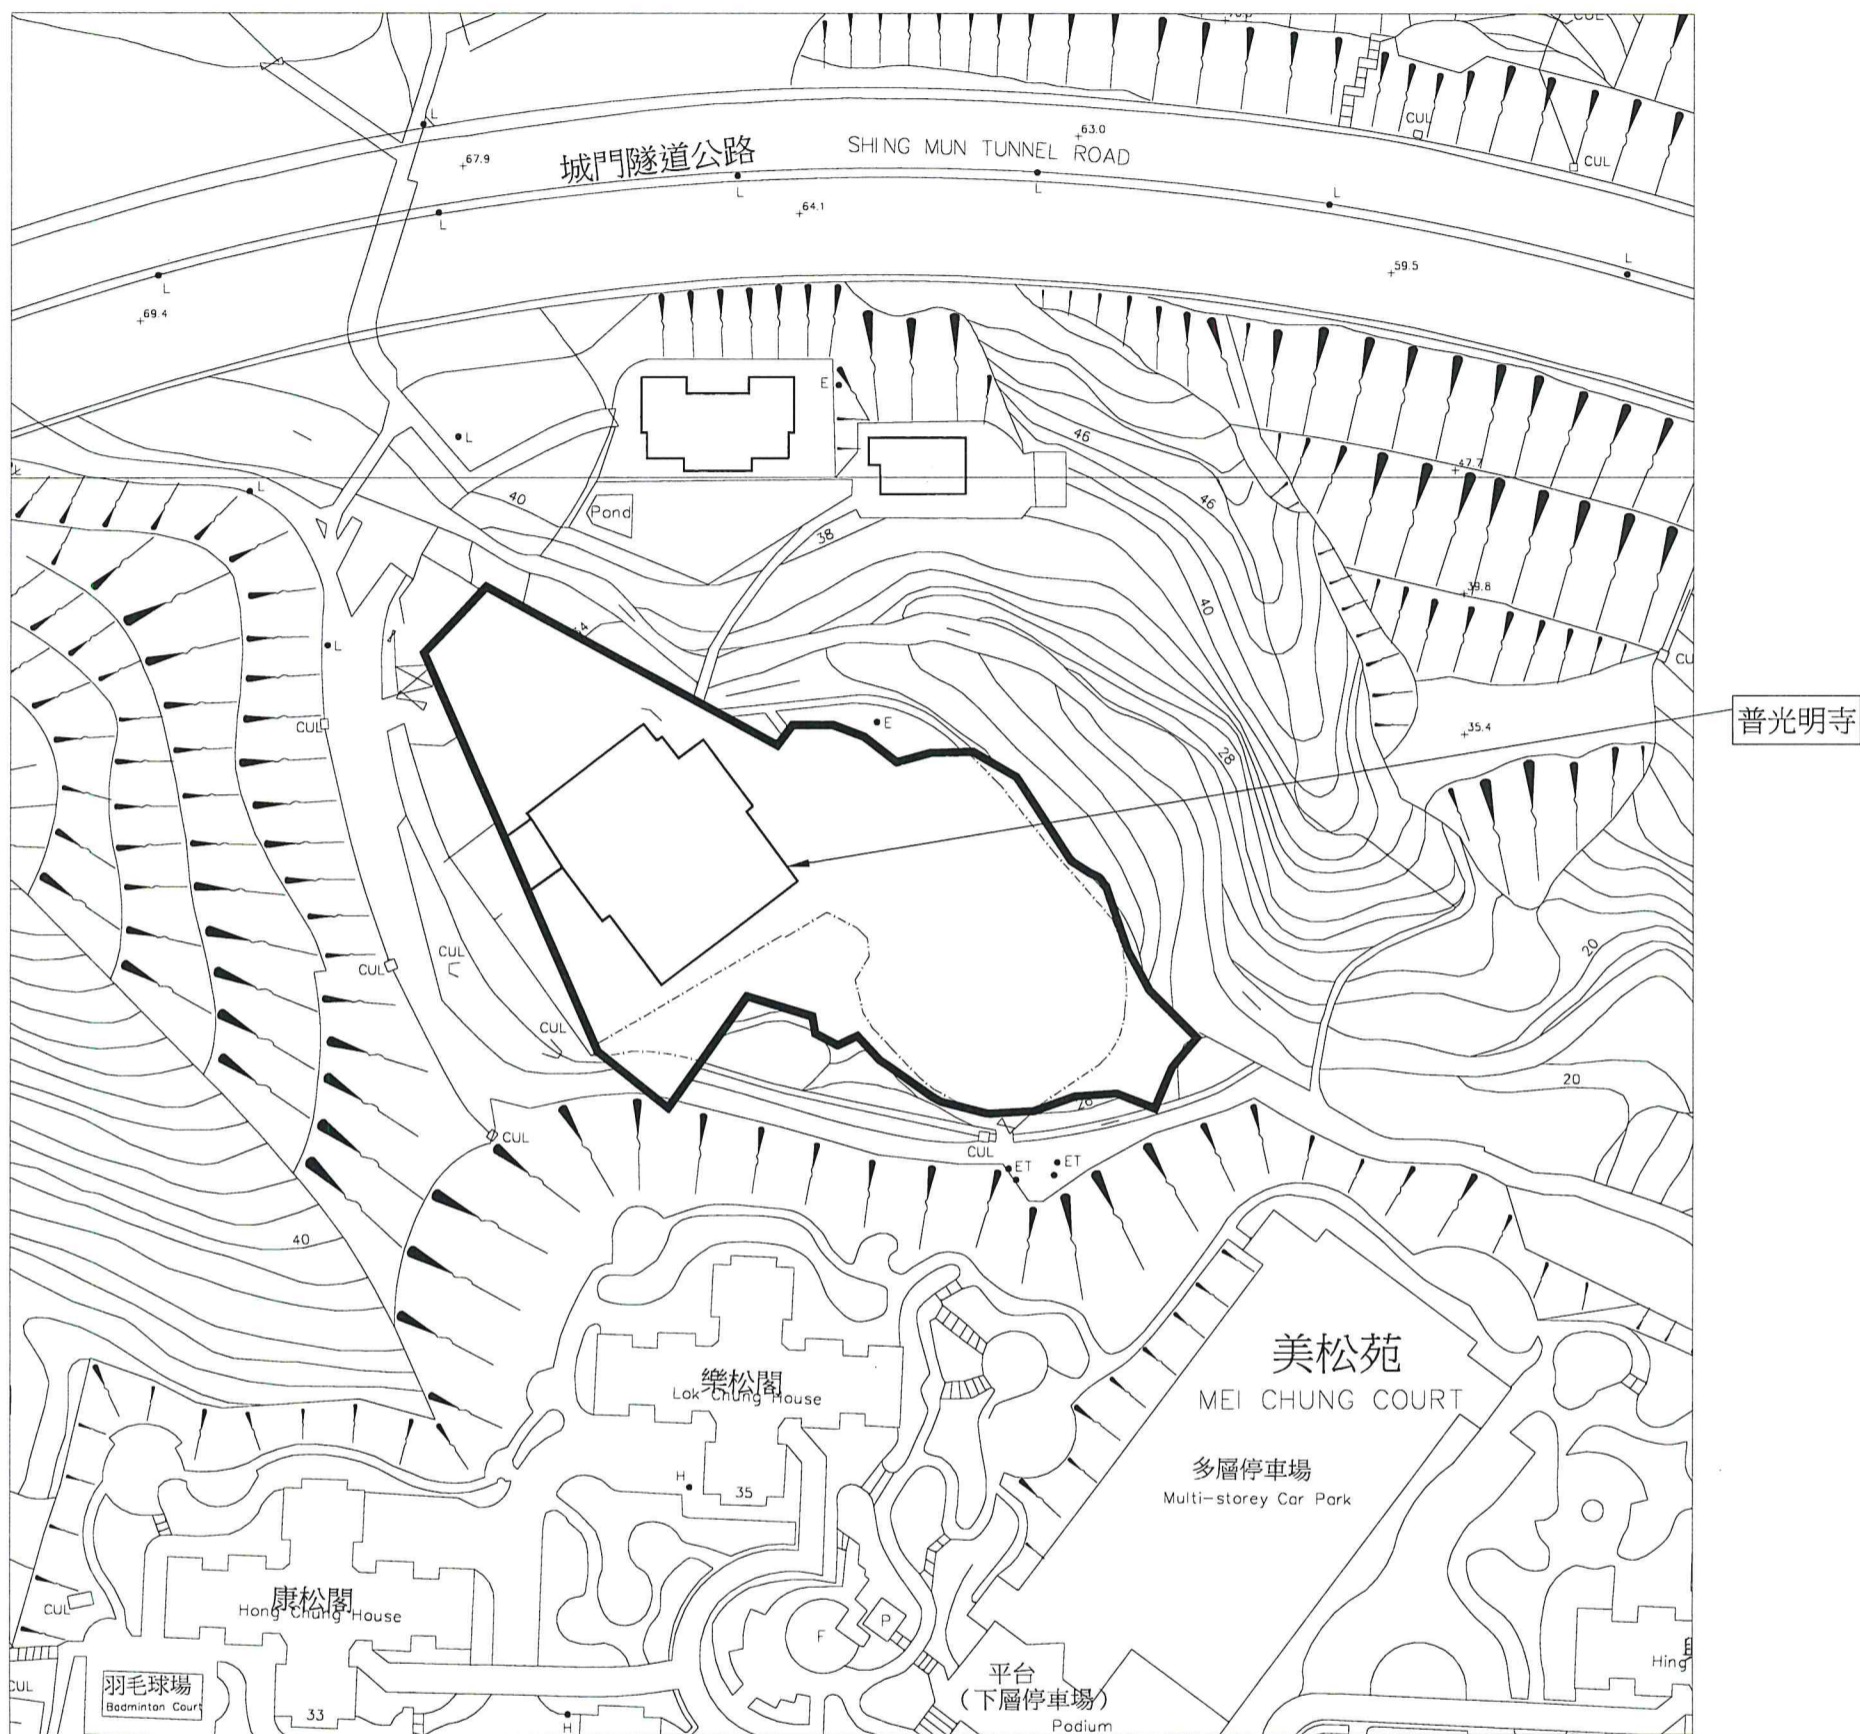 CUL
L
+63.0
CUL
城門隧道公路
SHING MUN TUNNEL ROAD
+67.9
CUL
L
L
L
+64.1
L
L
+59.5
L
+69.4
E
L
46
+47.7
L
40
Pond
46
38
40
+39.8
L
CU
普光明寺
CUL
E
+35.4
28
CUL
20
CUL
CUL
20
CUL
CUL
ET
ET
40
美松苑
樂松閣
Lok Chung House
MEI CHUNG COURT
多層停車場
Multi-storey Car Park
H
35
康松閣
Hong Chung House
CUL
F
P
Hing
平台
(下層停車場)
Podium
羽毛球場
Badminton Court
CUL
33
H